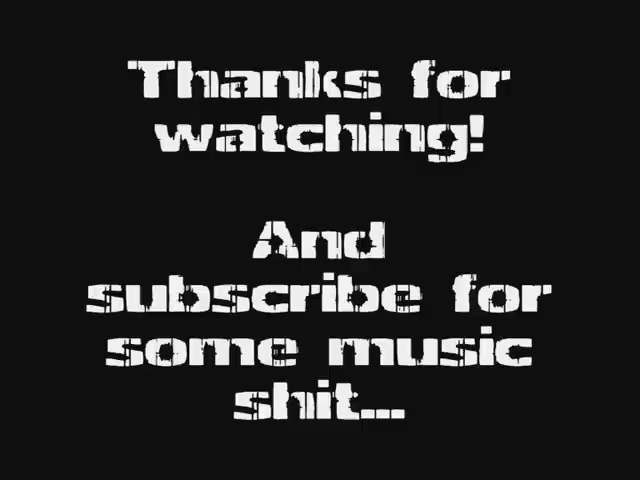 Thanks for
watching!
And
subscribe for
some music
shit...